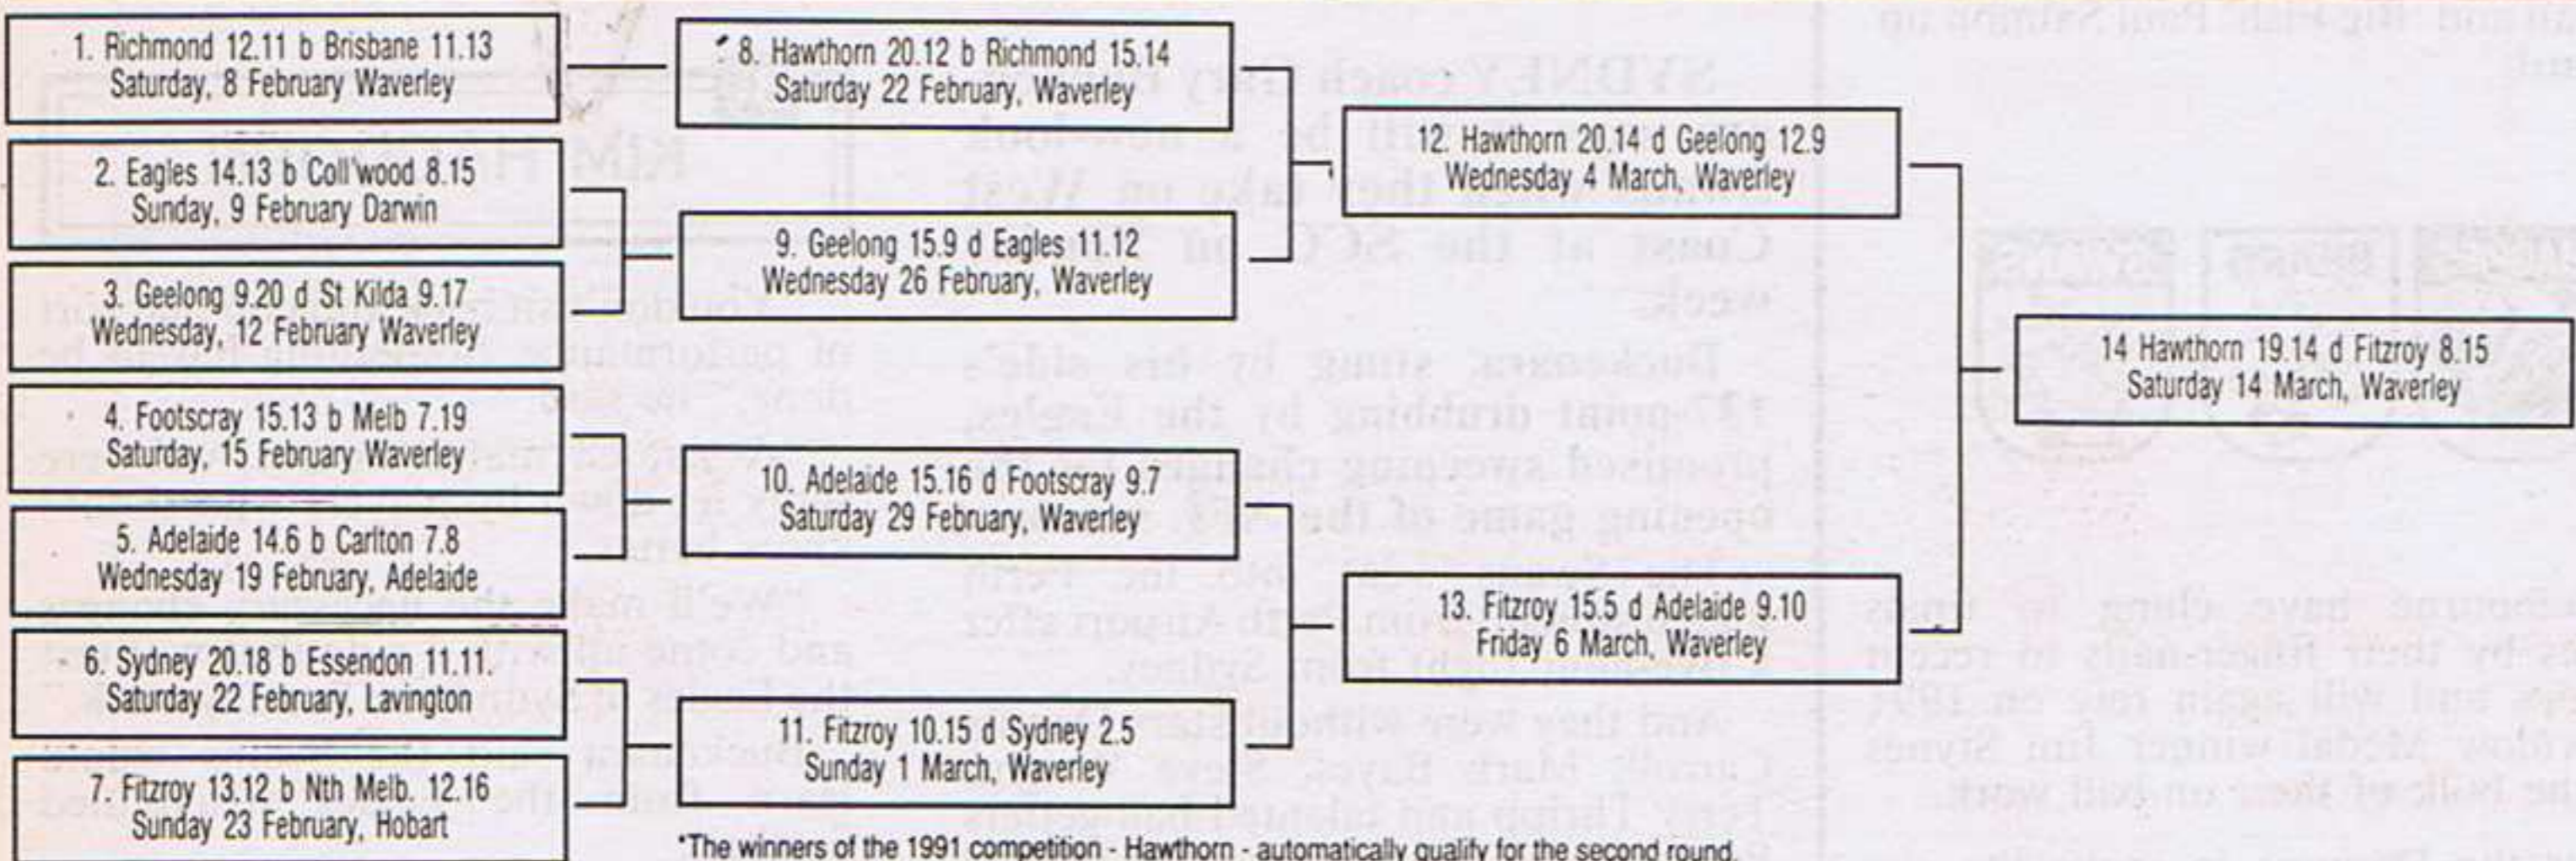 1. Richmond 12.11 b Brisbane 11.13
Saturday, 8 February Waverley
2. Eagles 14.13 b Coll'wood 8.15
Sunday, 9 February Darwin
3. Geelong 9.20 d St Kilda 9.17
Wednesday, 12 February Waverley
4. Footscray 15.13 b Melb 7.19
Saturday, 15 February Waverley
5. Adelaide 14.6 b Carlton 7.8
Wednesday 19 February, Adelaide
6. Sydney 20.18 b Essendon 11.11.
Saturday 22 February, Lavington
7. Fitzroy 13.12 b Nth Melb. 12.16
Sunday 23 February, Hobart
8. Hawthorn 20.12 b Richmond 15.14
Saturday 22 February, Waverley
9. Geelong 15.9 d Eagles 11.12
Wednesday 26 February, Waverley
10. Adelaide 15.16 d Footscray 9.7
Saturday 29 February, Waverley
11. Fitzroy 10.15 d Sydney 2.5
Sunday 1 March, Waverley
12. Hawthorn 20.14 d Geelong 12.9
Wednesday 4 March, Waverley
13. Fitzroy 15.5 d Adelaide 9.10
Friday 6 March, Waverley
14 Hawthorn 19.14 d Fitzroy 8.15
Saturday 14 March, Waverley
*The winners of the 1991 competition - Hawthorn - automatically qualify for the second round.